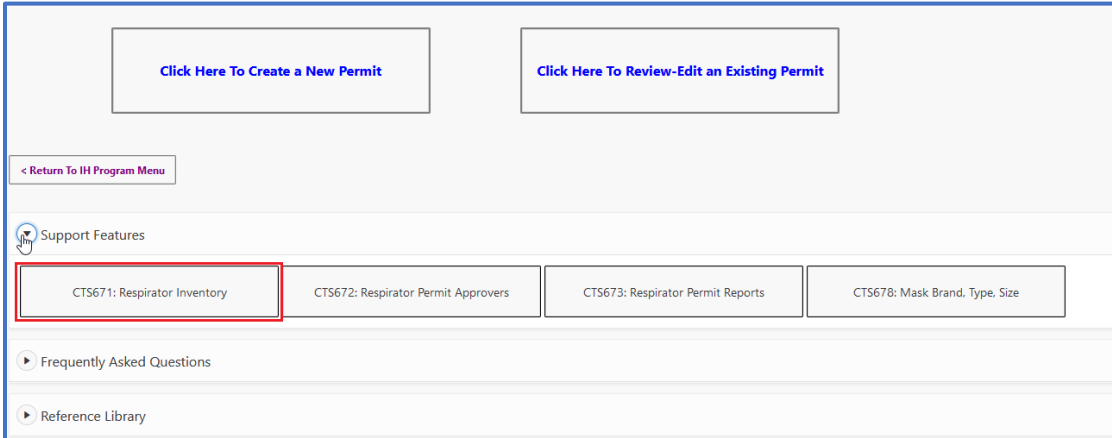 Click Here To Create a New Permit
Click Here To Review-Edit an Existing Permit
< Return To IH Program Menu
Support Features
CTS671: Respirator Inventory
CTS672: Respirator Permit Approvers
CTS673: Respirator Permit Reports
CTS678: Mask Brand, Type, Size
Frequently Asked Questions
Reference Library